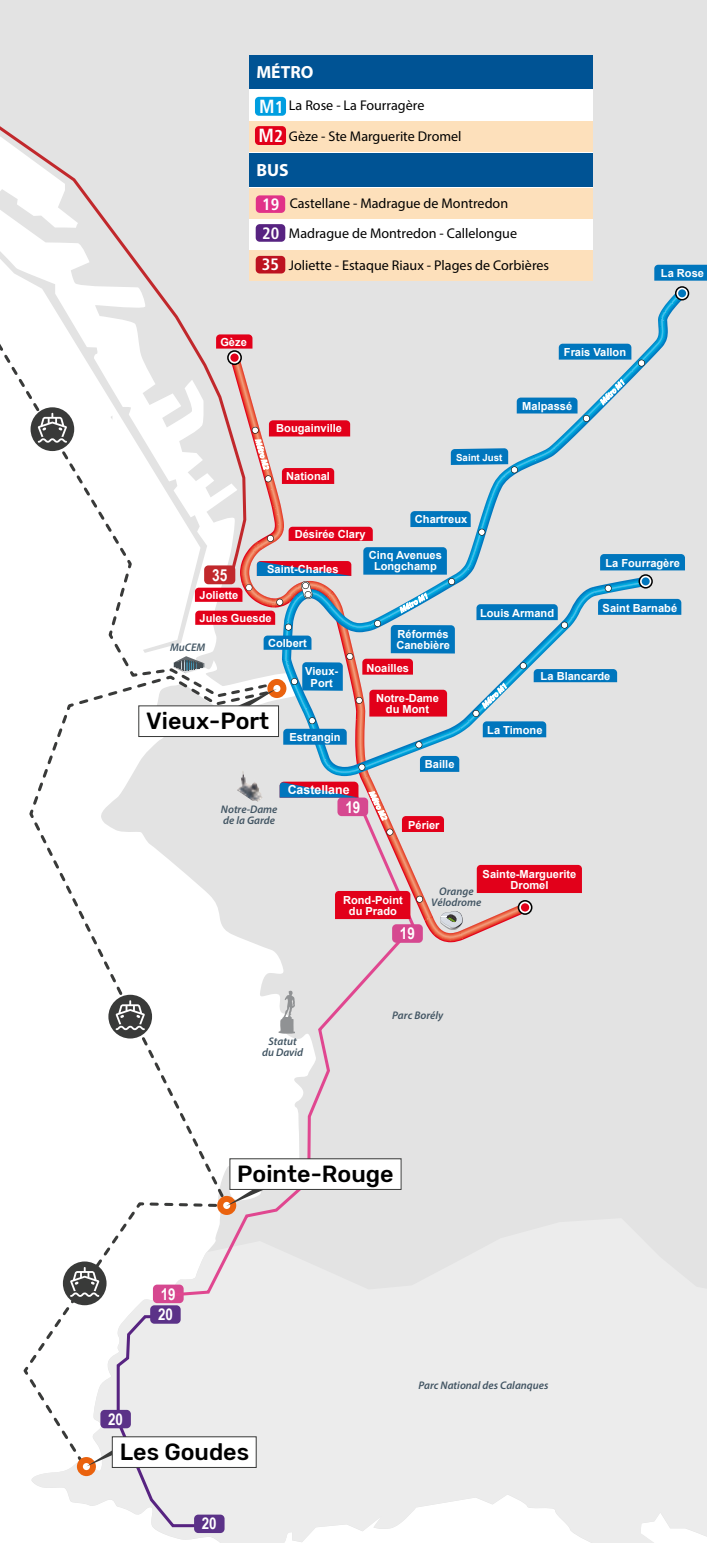 MÉTRO
M1 La Rose - La Fourragère
M2 Gèze - Ste Marguerite Dromel
BUS
19 Castellane - Madrague de Montredon
20 Madrague de Montredon - Callelongue
35 Joliette - Estaque Riaux - Plages de Corbières
La Rose
Gèze
Frais Vallon
Métro M1
Malpassé
Bougainville
Métro M2
Saint Just
National
Chartreux
Désirée Clary
Cinq Avenues
Longchamp
La Fourragère
Saint-Charles
35
Joliette
Métro M1
Saint Barnabé
Louis Armand
Jules Guesde
Réformés
Canebière
Colbert
MuCEM
Noailles
Vieux-
Port
La Blancarde
Métro M1
Notre-Dame
du Mont
Vieux-Port
La Timone
Estrangin
Baille
Castellane
19
Métro M2
Notre-Dame
de la Garde
Périer
Sainte-Marguerite
Dromel
Orange
Vélodrome
Rond-Point
du Prado
19
Parc Borély
Statut
du David
Pointe-Rouge
19
20
Parc National des Calanques
20
Les Goudes
20